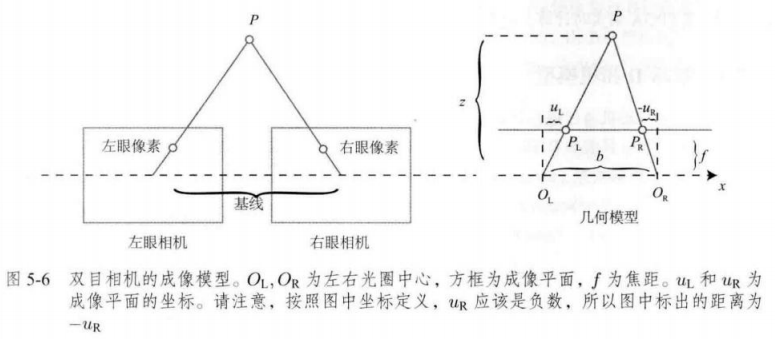 P
左眼像素
右眼像素
基线
左眼相机
右眼相机
P
z
u_L
-u_R
P_L
P_R
b
f
O_L
O_R
x
几何模型
图 5-6 双目相机的成像模型。O_L, O_R 为左右光圈中心，方框为成像平面，f 为焦距。u_L 和 u_R 为
成像平面的坐标。请注意，按照图中坐标定义，u_R 应该是负数，所以图中标出的距离为
−u_R